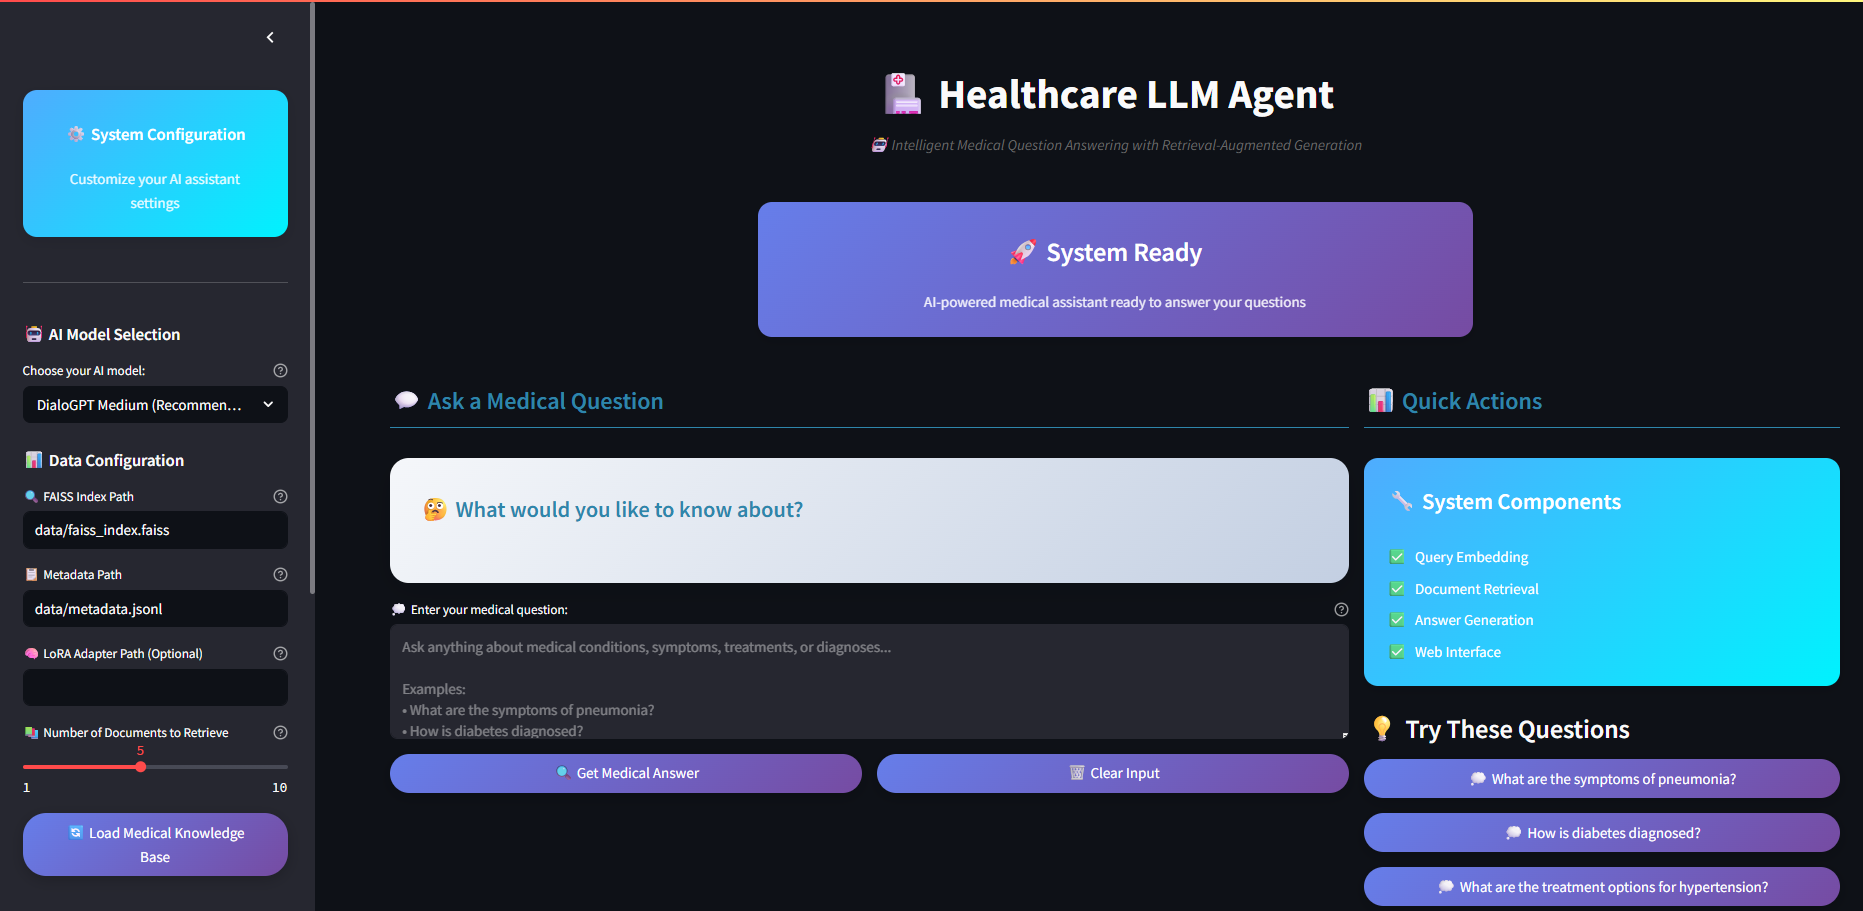 System Configuration
Customize your AI assistant
settings
AI Model Selection
Choose your AI model:
DialoGPT Medium (Recommen...
Data Configuration
FAISS Index Path
data/faiss_index.faiss
Metadata Path
data/metadata.jsonl
LoRA Adapter Path (Optional)
Number of Documents to Retrieve
5
1 10
Load Medical Knowledge
Base
Healthcare LLM Agent
Intelligent Medical Question Answering with Retrieval-Augmented Generation
System Ready
AI-powered medical assistant ready to answer your questions
Ask a Medical Question
What would you like to know about?
Enter your medical question:
Ask anything about medical conditions, symptoms, treatments, or diagnoses...
Examples:
• What are the symptoms of pneumonia?
• How is diabetes diagnosed?
Get Medical Answer
Clear Input
Quick Actions
System Components
Query Embedding
Document Retrieval
Answer Generation
Web Interface
Try These Questions
What are the symptoms of pneumonia?
How is diabetes diagnosed?
What are the treatment options for hypertension?